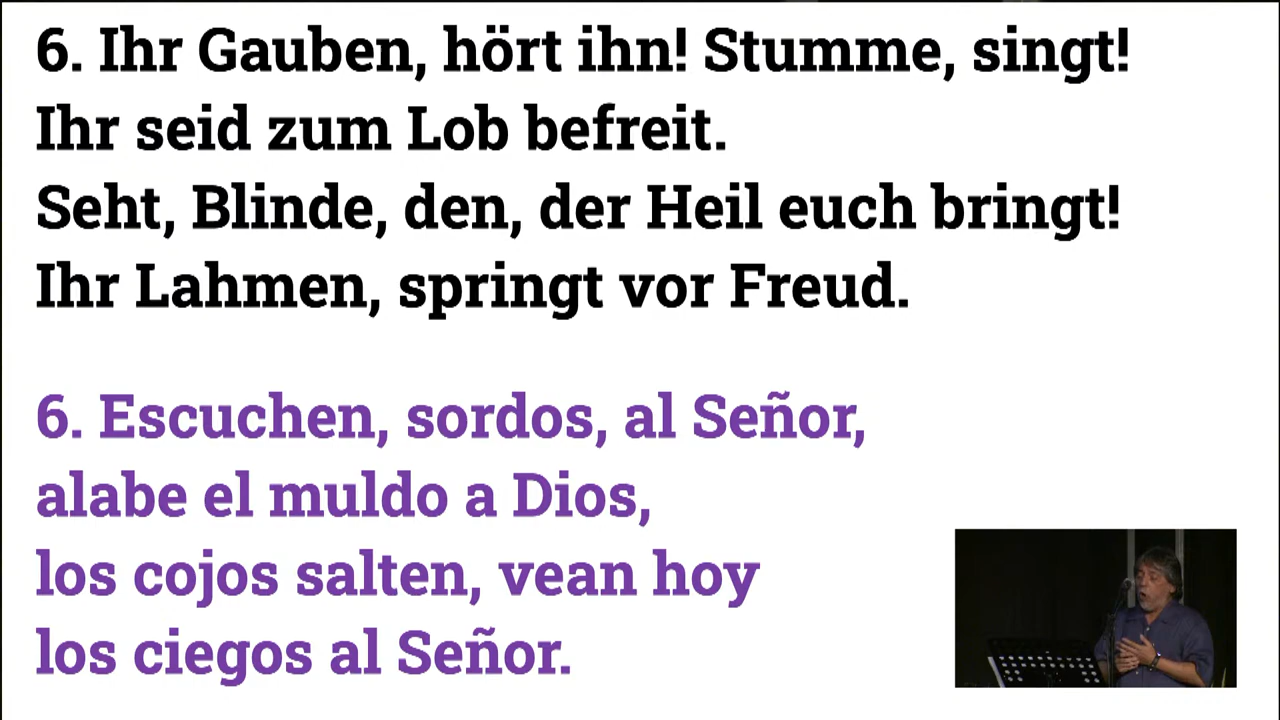 6. Ihr Gauben, hört ihn! Stumme, singt!
Ihr seid zum Lob befreit.
Seht, Blinde, den, der Heil euch bringt!
Ihr Lahmen, springt vor Freud.
6. Escuchen, sordos, al Señor,
alabe el muldo a Dios,
los cojos salten, vean hoy
los ciegos al Señor.